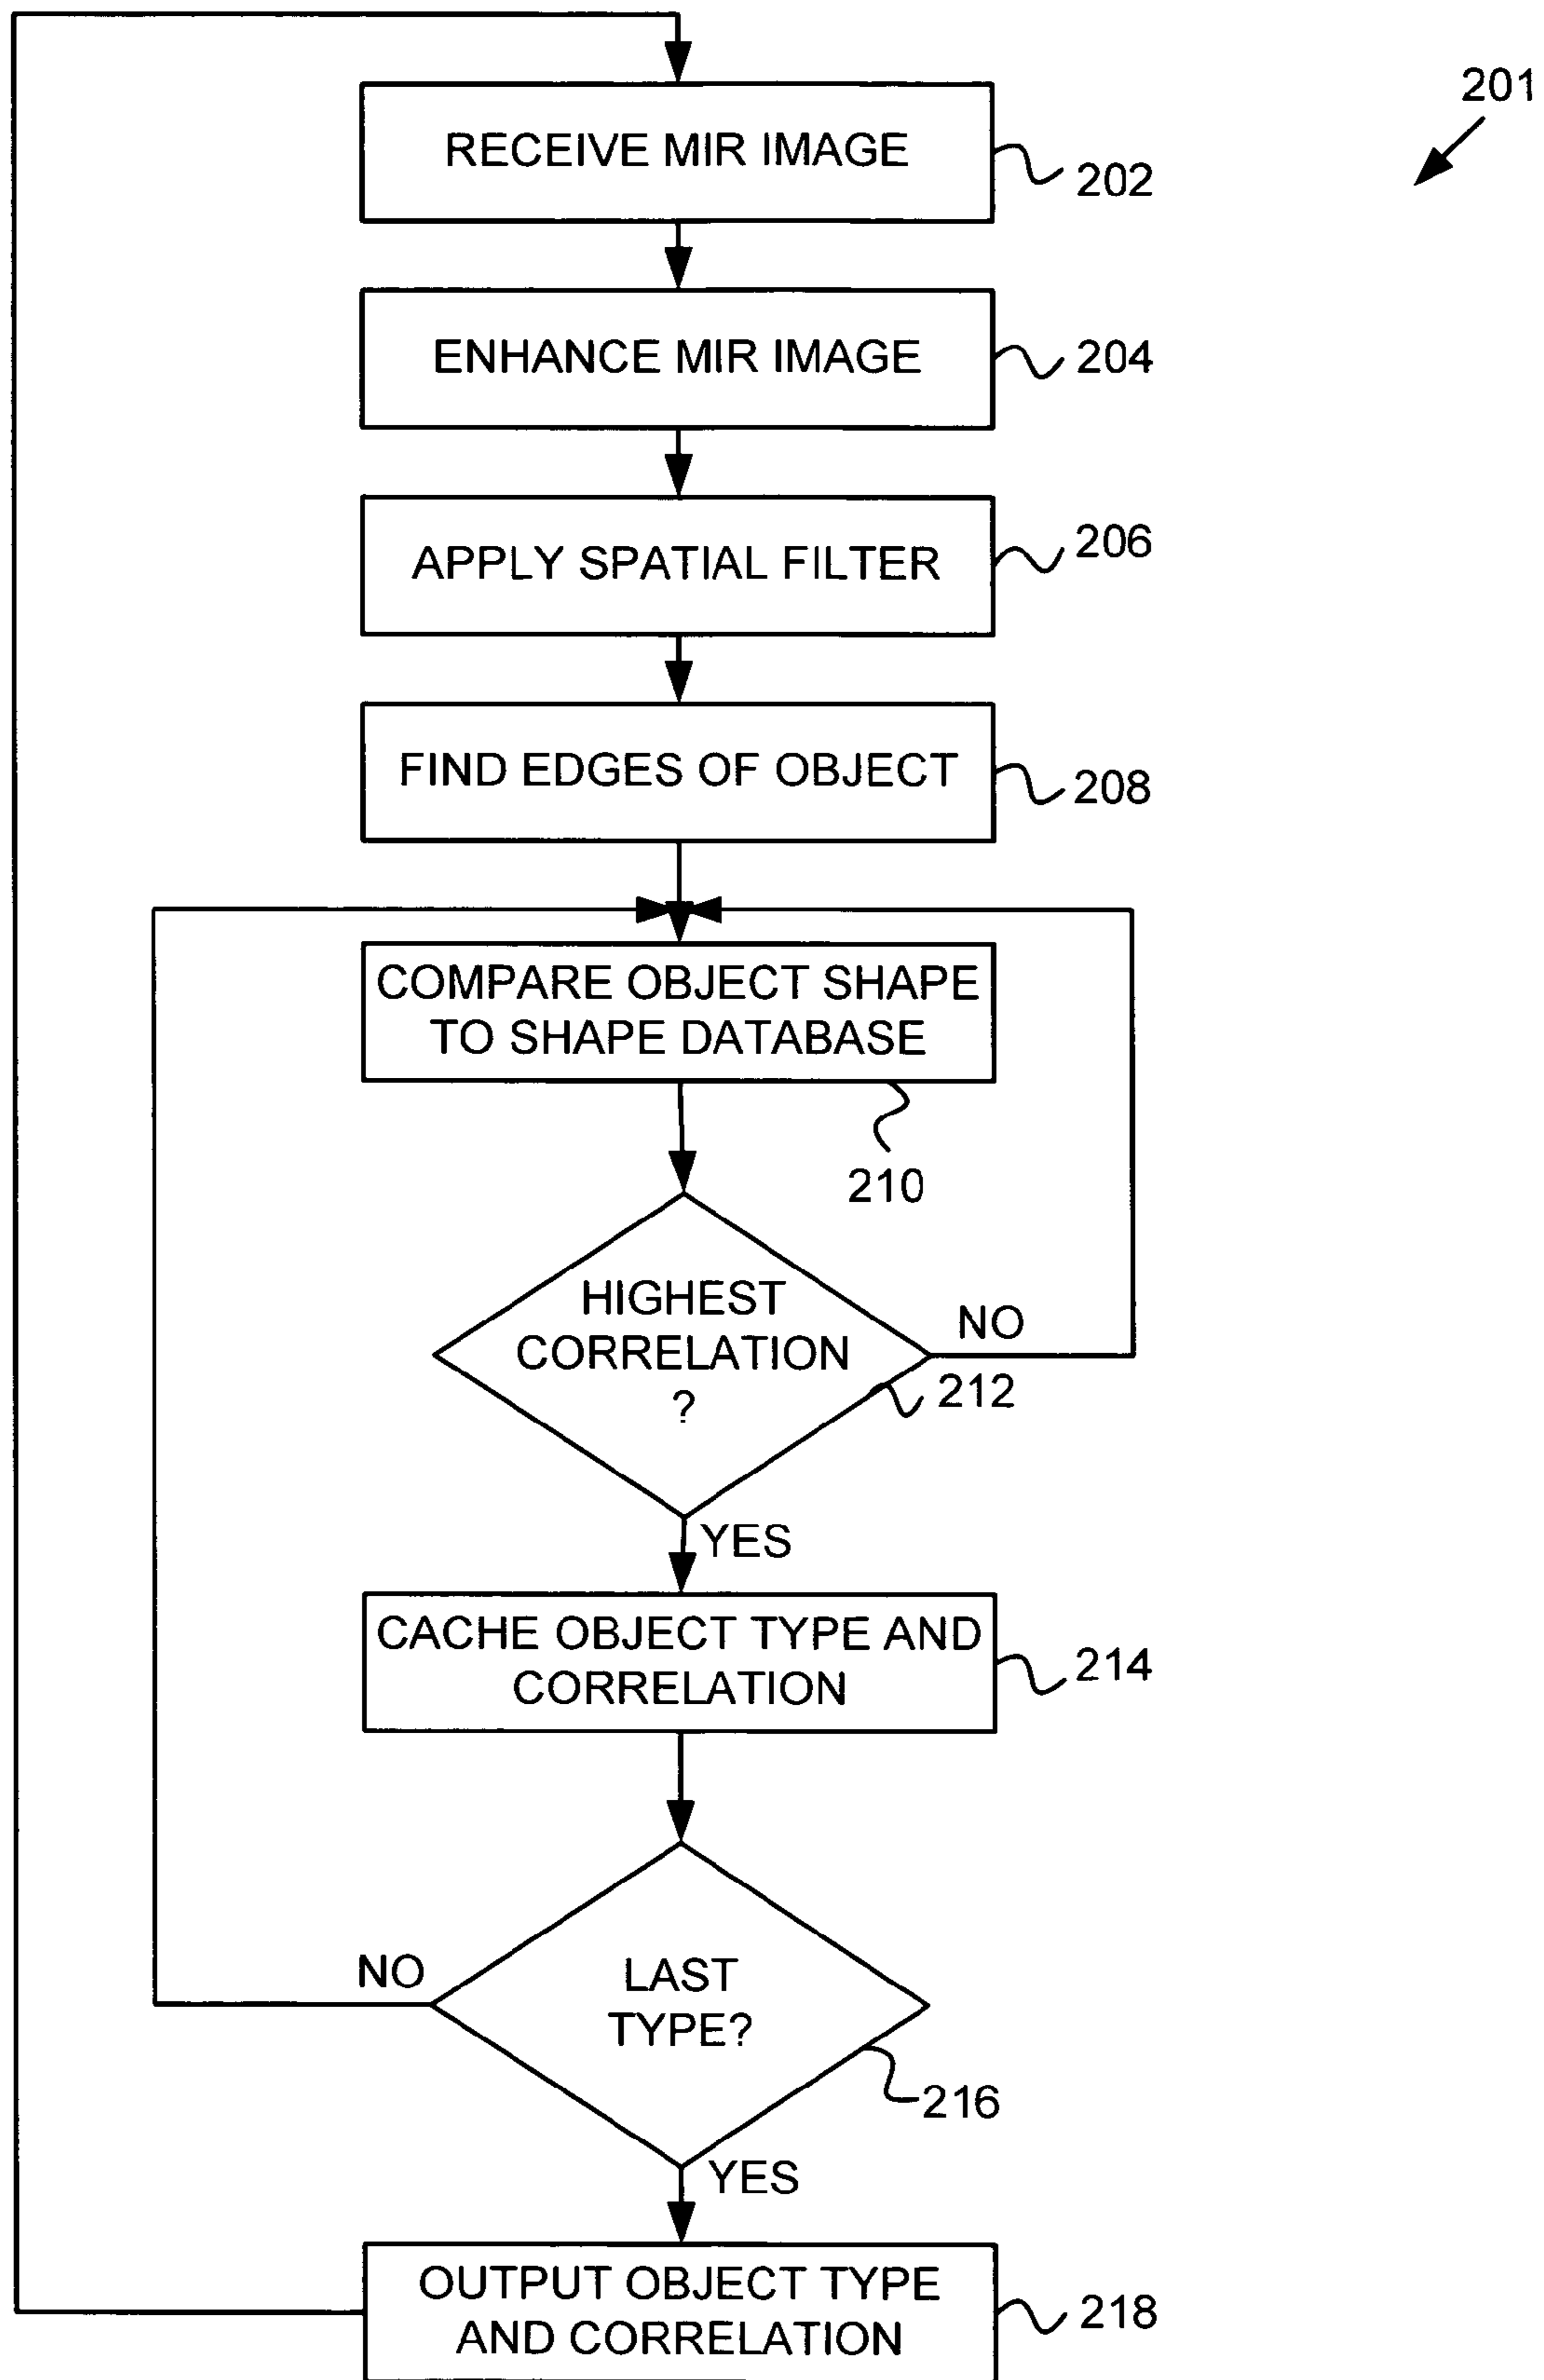 201
RECEIVE MIR IMAGE
202
ENHANCE MIR IMAGE
204
APPLY SPATIAL FILTER
206
FIND EDGES OF OBJECT
208
COMPARE OBJECT SHAPE
TO SHAPE DATABASE
210
HIGHEST
CORRELATION
?
NO
212
YES
CACHE OBJECT TYPE AND
CORRELATION
214
NO
LAST
TYPE?
216
YES
OUTPUT OBJECT TYPE
AND CORRELATION
218